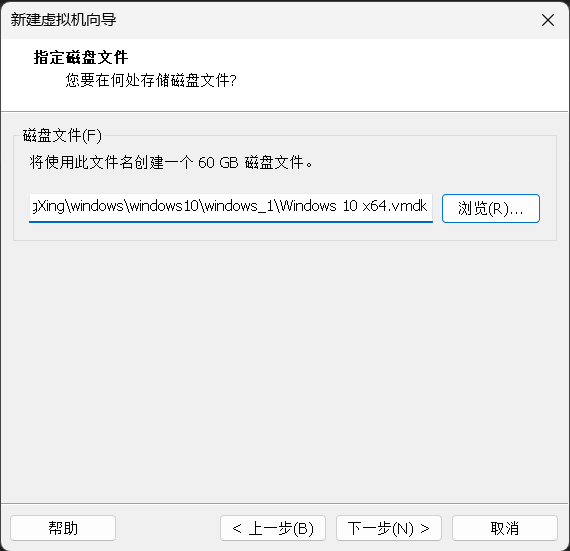 新建虚拟机向导
指定磁盘文件
您要在何处存储磁盘文件?
磁盘文件(F)
将使用此文件名创建一个 60 GB 磁盘文件。
gXing\windows\windows10\windows_1\Windows 10 x64.vmdk
浏览(R)...
帮助
< 上一步(B)
下一步(N) >
取消